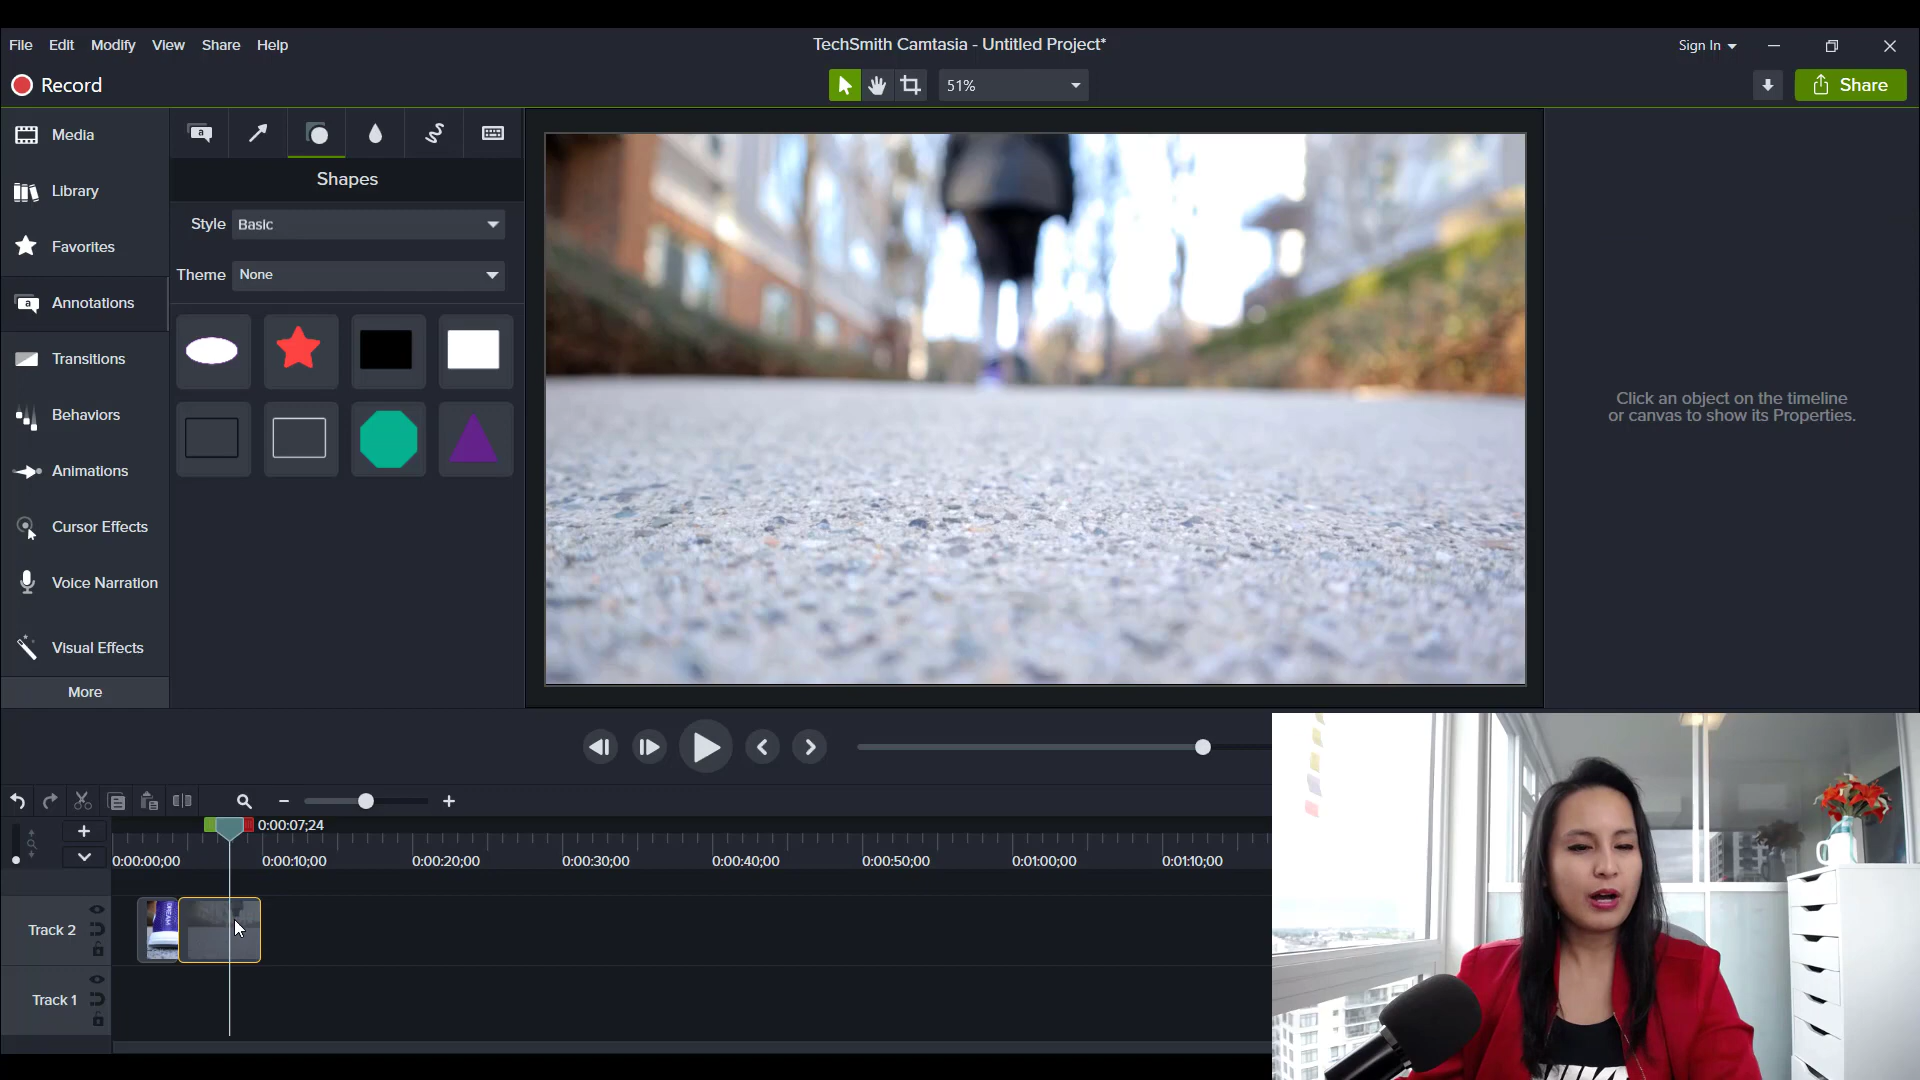 File Edit Modify View Share Help
TechSmith Camtasia - Untitled Project*
Sign In
Record
51%
Share
Media
Library
Favorites
Annotations
Transitions
Behaviors
Animations
Cursor Effects
Voice Narration
Visual Effects
More
Shapes
Style Basic
Theme None
Click an object on the timeline
or canvas to show its Properties.
0:00:07;24
0:00:00;00 0:00:10;00 0:00:20;00 0:00:30;00 0:00:40;00 0:00:50;00 0:01:00;00 0:01:10;00
Track 2
Track 1